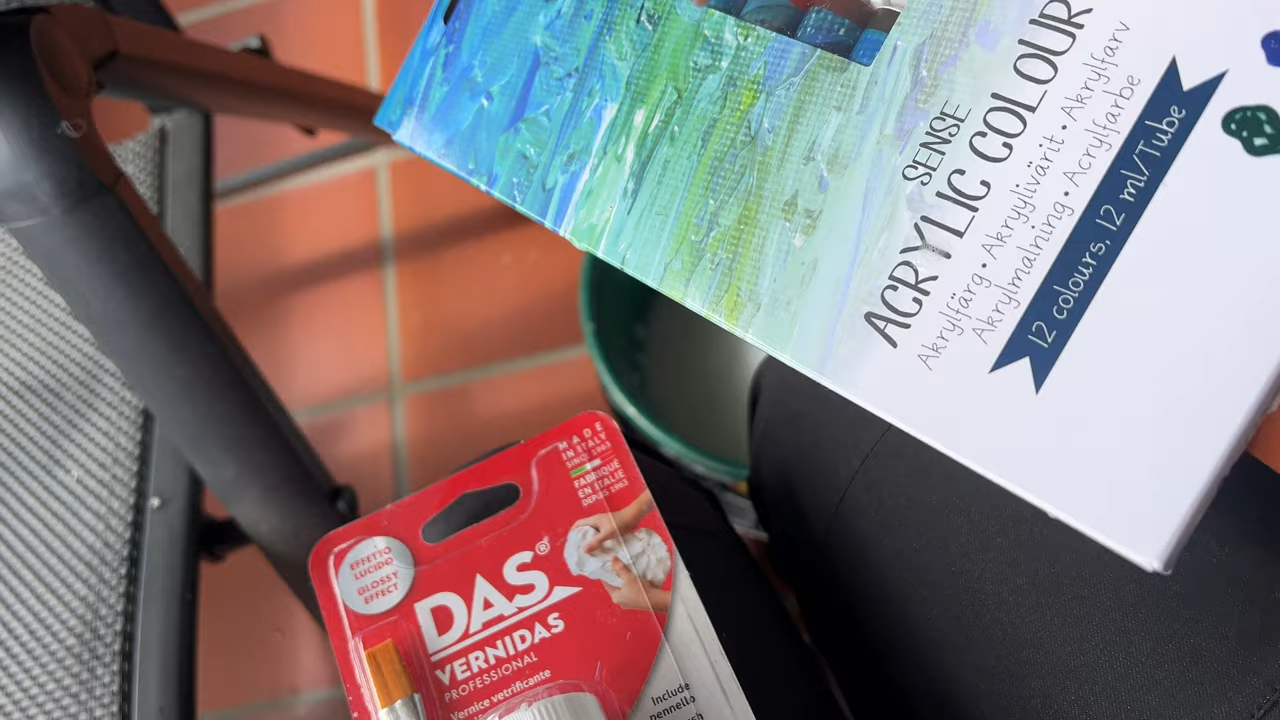 SENSE
ACRYLIC COLOUR
Akrylfärg • Akryylivärit • Akrylfarv
Akrylmalning • Acrylfarbe
12 colours, 12 ml/Tube
MADE
IN ITALY
SINCE 1963
FABRIQUÉ
EN ITALIE
DEPUIS 1963
EFFETTO
LUCIDO
GLOSSY
EFFECT
DAS®
VERNIDAS
PROFESSIONAL
Vernice vetrificante
Include
pennello